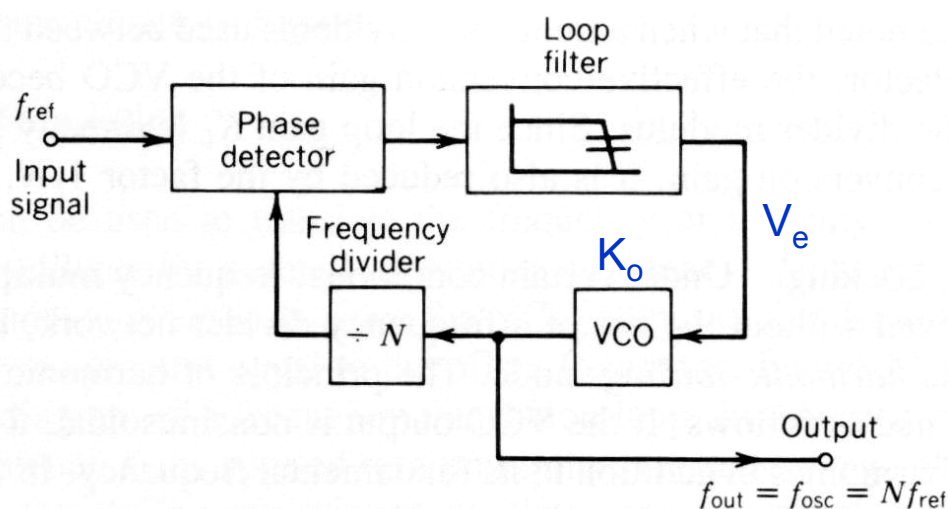 Loop
filter
f_ref
Input
signal
Phase
detector
V_e
Frequency
divider
K_o
÷ N
VCO
Output
f_out = f_osc = Nf_ref